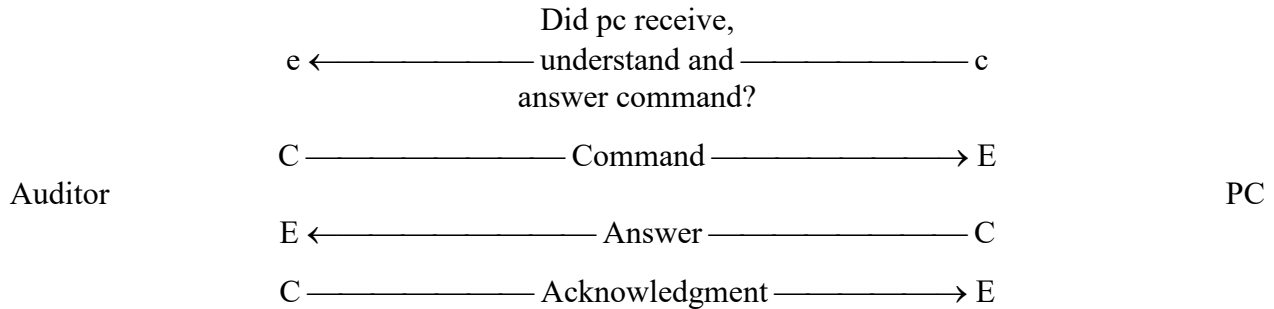 Did pc receive,
e ← understand and c
answer command?
C Command → E
Auditor PC
E ← Answer C
C Acknowledgment → E